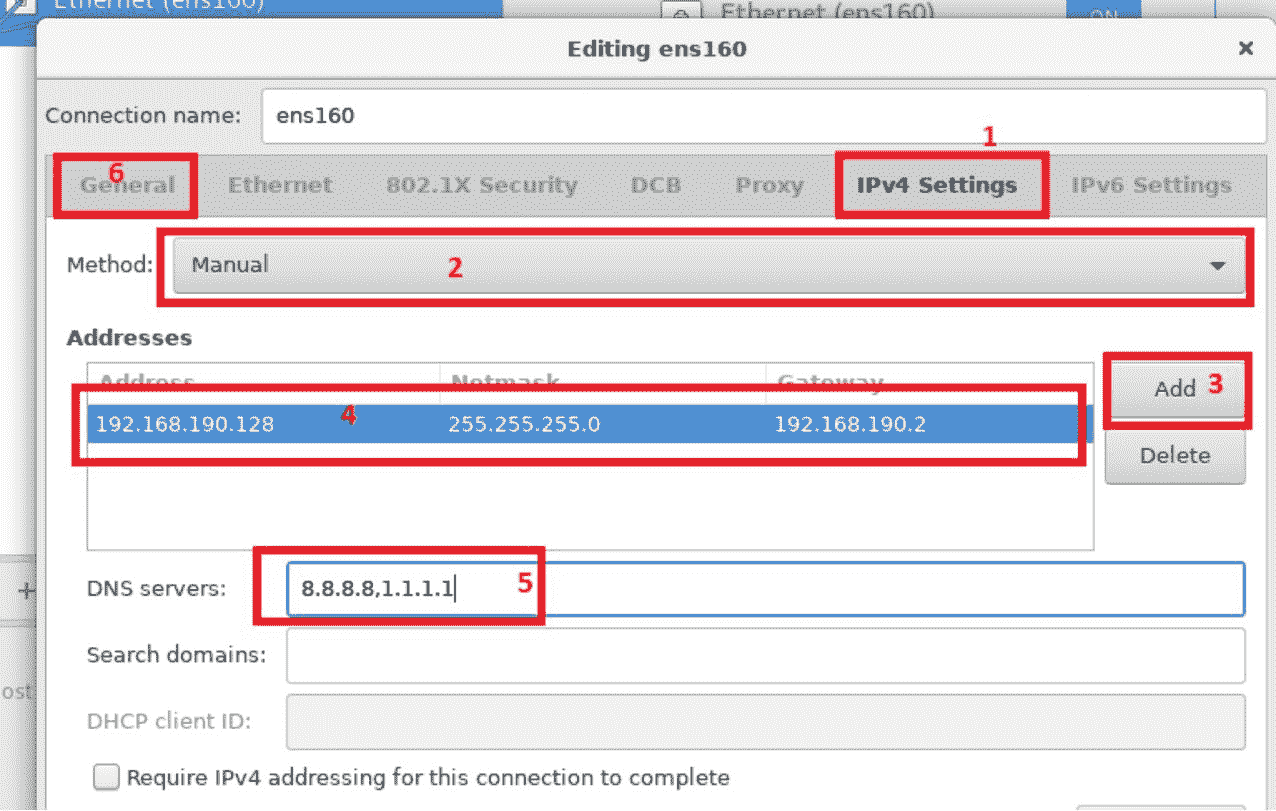 Ethernet (ens160)
Ethernet (ens160)
ON
Editing ens160
Connection name: ens160
1
6
General Ethernet 802.1X Security DCB Proxy IPv4 Settings IPv6 Settings
Method: Manual 2
Addresses
Address Netmask Gateway
Add 3
192.168.190.128 4 255.255.255.0 192.168.190.2
Delete
DNS servers: 8.8.8.8,1.1.1.1 5
Search domains:
ost
DHCP client ID:
Require IPv4 addressing for this connection to complete